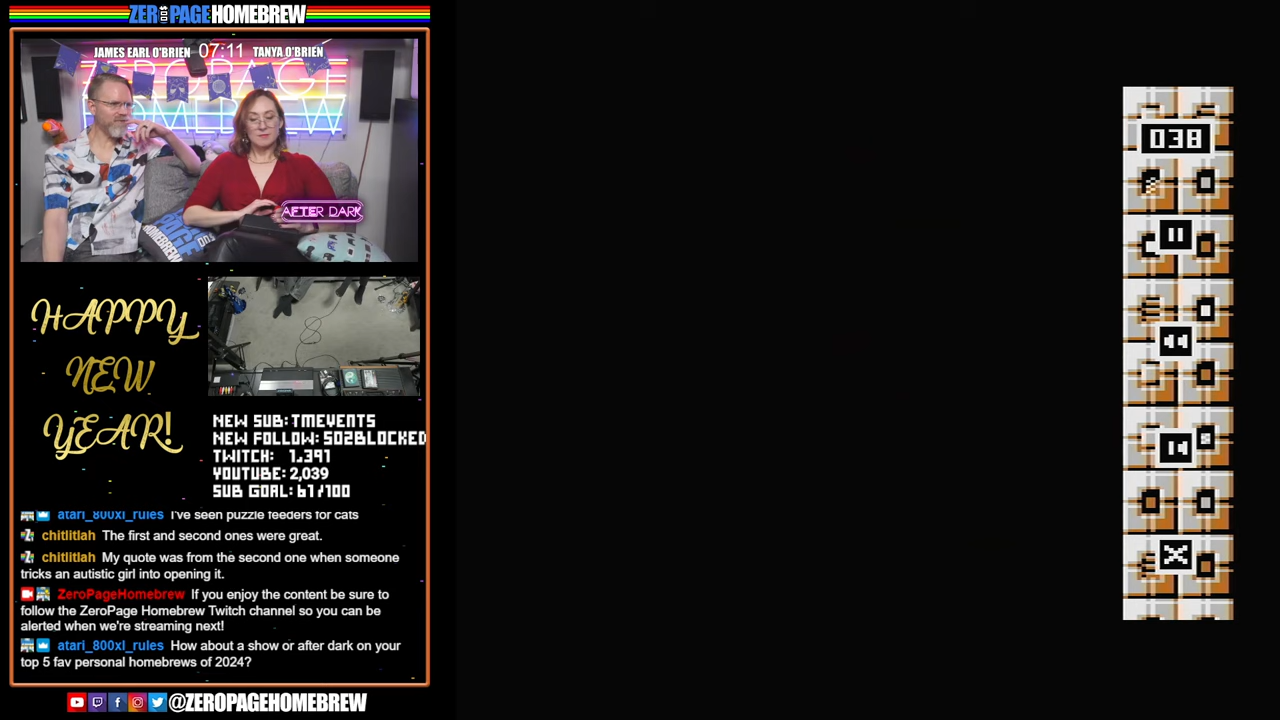 ZEROPAGE HOMEBREW
JAMES EARL O'BRIEN 07:11 TANYA O'BRIEN
ZEROPAGE
HOMEBREW
AFTER DARK
HAPPY
NEW
YEAR!
NEW SUB: TMEVENTS
NEW FOLLOW: SO2BLOCKED
TWITCH: 1,391
YOUTUBE: 2,039
SUB GOAL: 67/100
atari_800xl_rules I've seen puzzle feeders for cats
chitlitlah The first and second ones were great.
chitlitlah My quote was from the second one when someone
tricks an autistic girl into opening it.
ZeroPageHomebrew If you enjoy the content be sure to
follow the ZeroPage Homebrew Twitch channel so you can be
alerted when we're streaming next!
atari_800xl_rules How about a show or after dark on your
top 5 fav personal homebrews of 2024?
@ZEROPAGEHOMEBREW
038